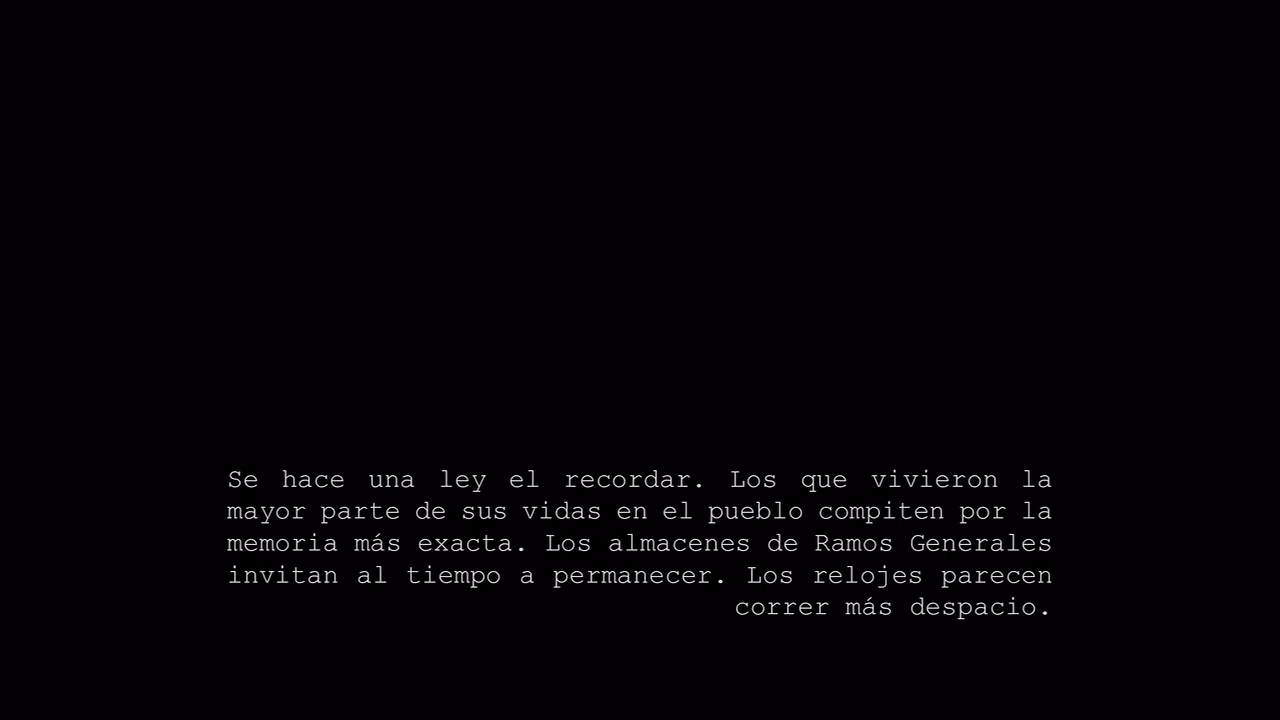 Se hace una ley el recordar. Los que vivieron la
mayor parte de sus vidas en el pueblo compiten por la
memoria más exacta. Los almacenes de Ramos Generales
invitan al tiempo a permanecer. Los relojes parecen
correr más despacio.